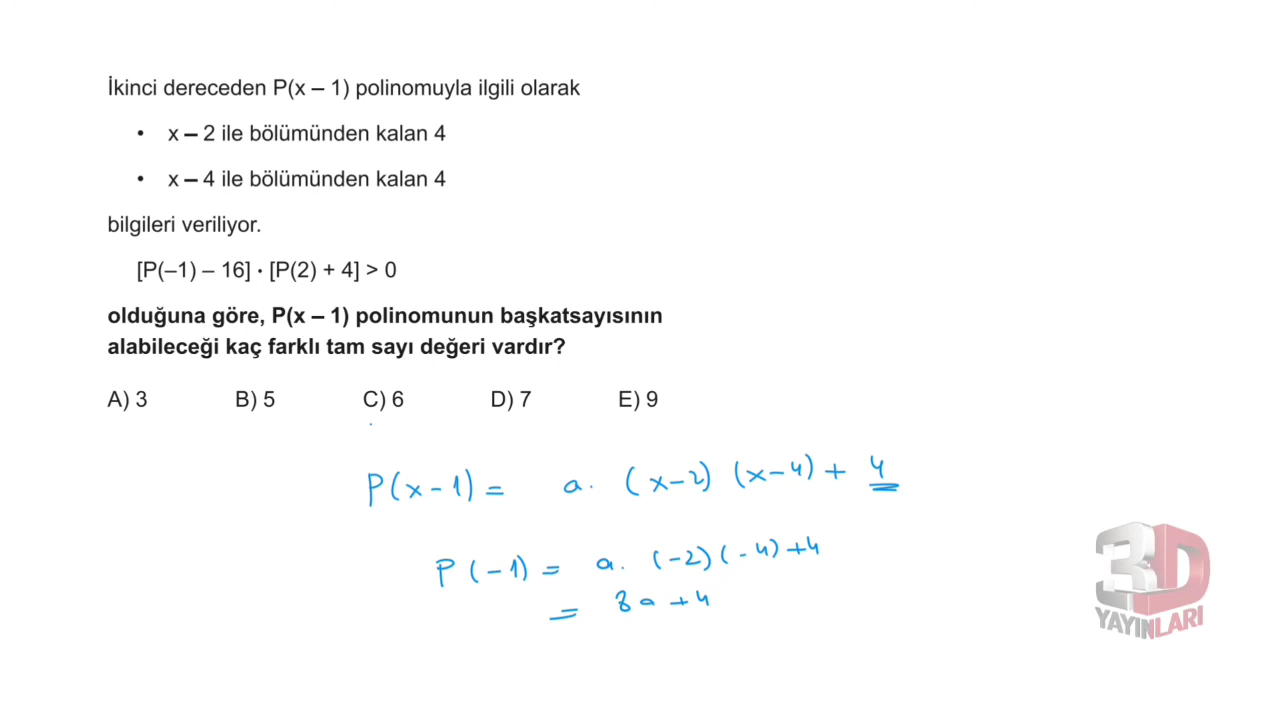 İkinci dereceden P(x – 1) polinomuyla ilgili olarak
• x – 2 ile bölümünden kalan 4
• x – 4 ile bölümünden kalan 4
bilgileri veriliyor.
[P(–1) – 16] · [P(2) + 4] > 0
olduğuna göre, P(x – 1) polinomunun başkatsayısının
alabileceği kaç farklı tam sayı değeri vardır?
A) 3 B) 5 C) 6 D) 7 E) 9
P(x-1) = a. (x-2) (x-4) + 4
P(-1) = a. (-2)(-4)+4
= 8a +4
3D
YAYINLARI